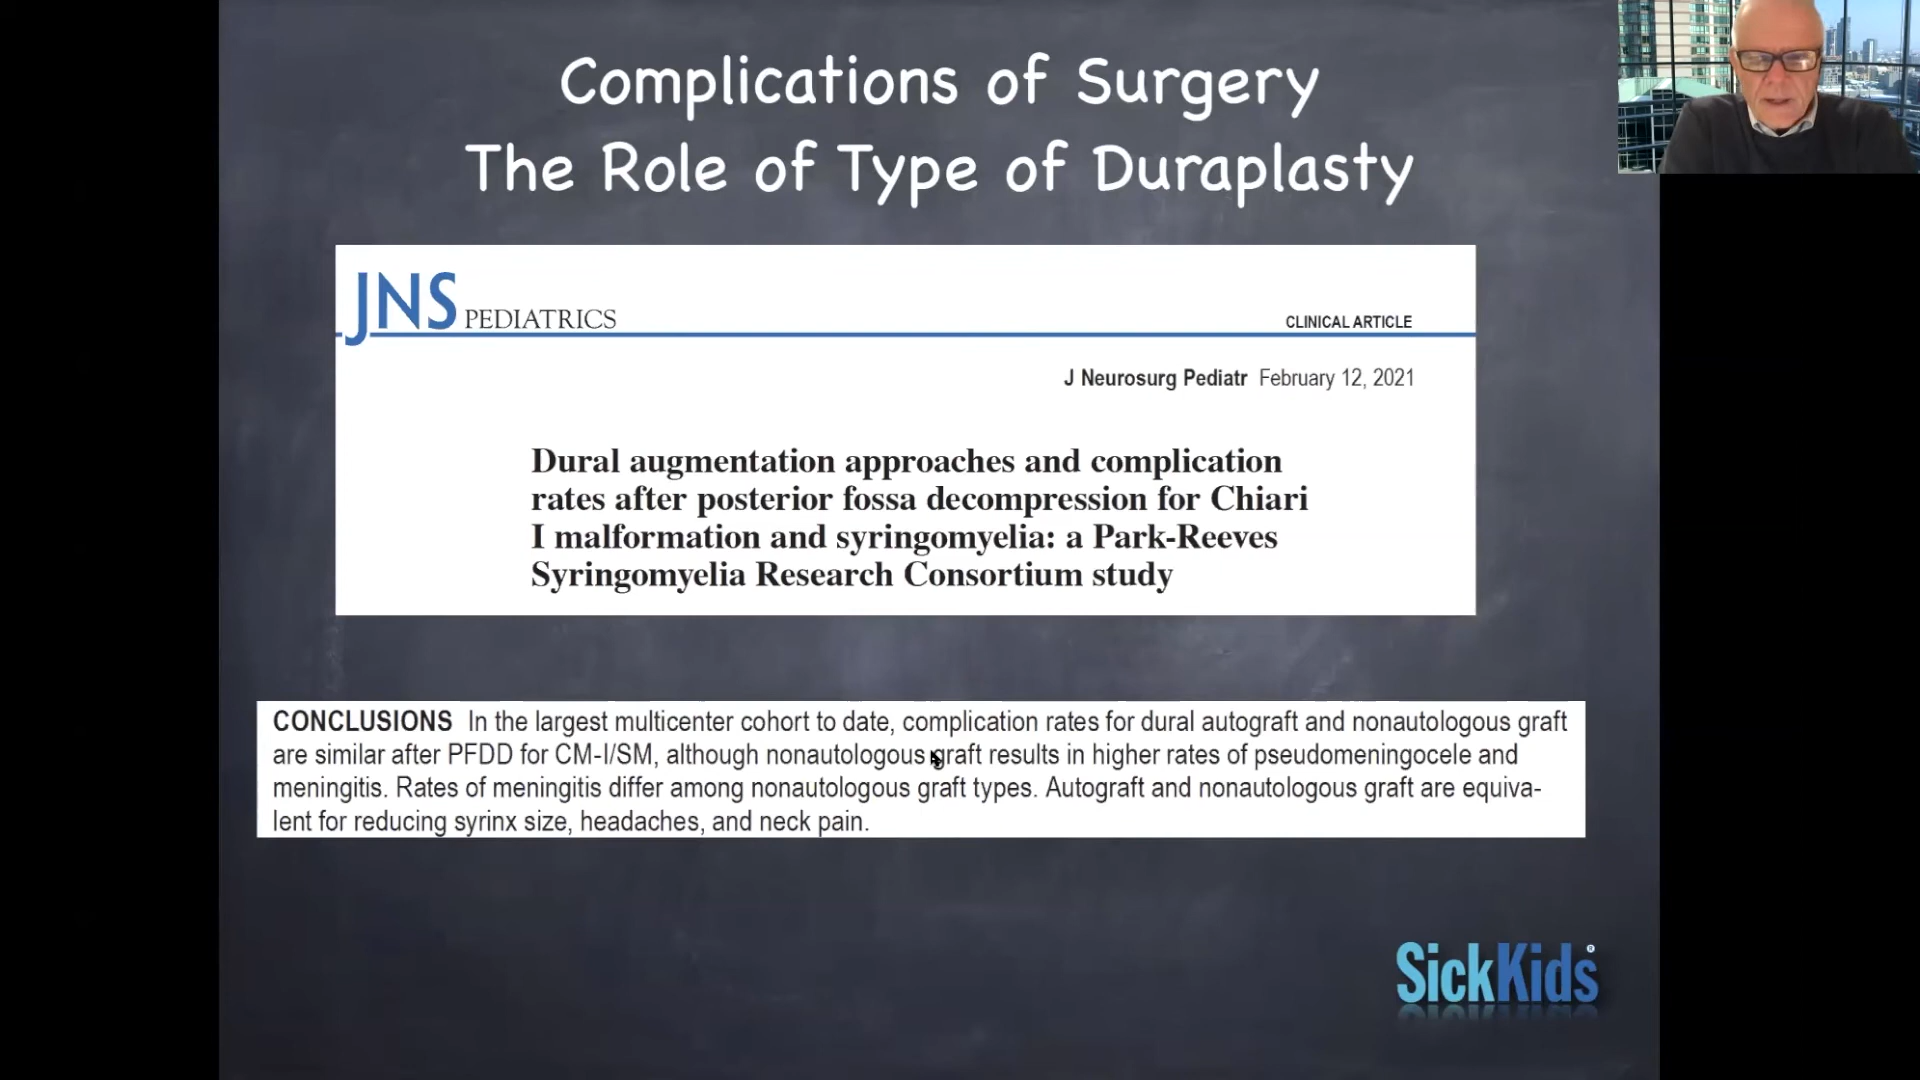 Complications of Surgery
The Role of Type of Duraplasty
JNS PEDIATRICS
CLINICAL ARTICLE
J Neurosurg Pediatr February 12, 2021
Dural augmentation approaches and complication
rates after posterior fossa decompression for Chiari
I malformation and syringomyelia: a Park-Reeves
Syringomyelia Research Consortium study
CONCLUSIONS In the largest multicenter cohort to date, complication rates for dural autograft and nonautologous graft
are similar after PFDD for CM-I/SM, although nonautologous graft results in higher rates of pseudomeningocele and
meningitis. Rates of meningitis differ among nonautologous graft types. Autograft and nonautologous graft are equiva-
lent for reducing syrinx size, headaches, and neck pain.
SickKids®